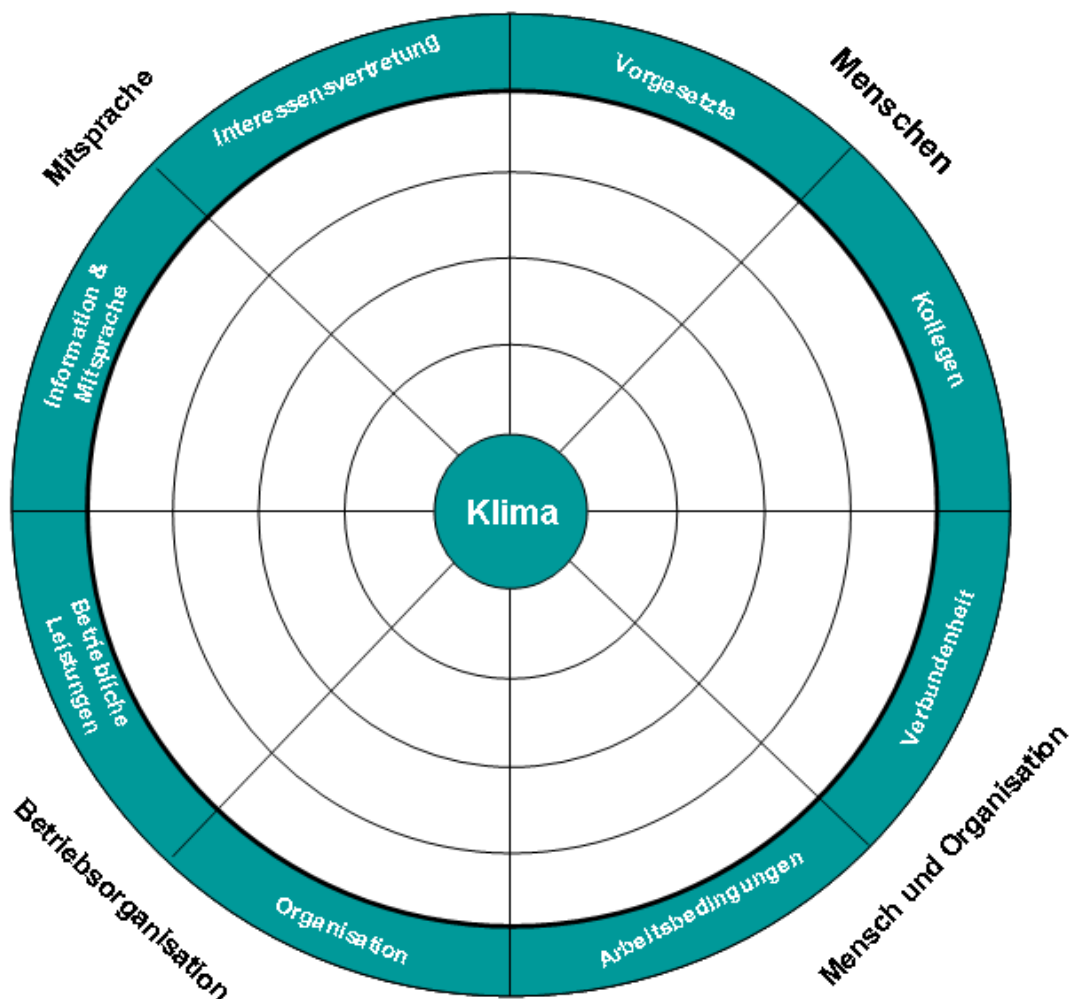 Mitsprache
Menschen
Interessensvertretung
Vorgesetzte
Information &
Mitsprache
Kollegen
Klima
Betriebliche
Leistungen
Verbundenheit
Organisation
Arbeitsbedingungen
Betriebsorganisation
Mensch und Organisation